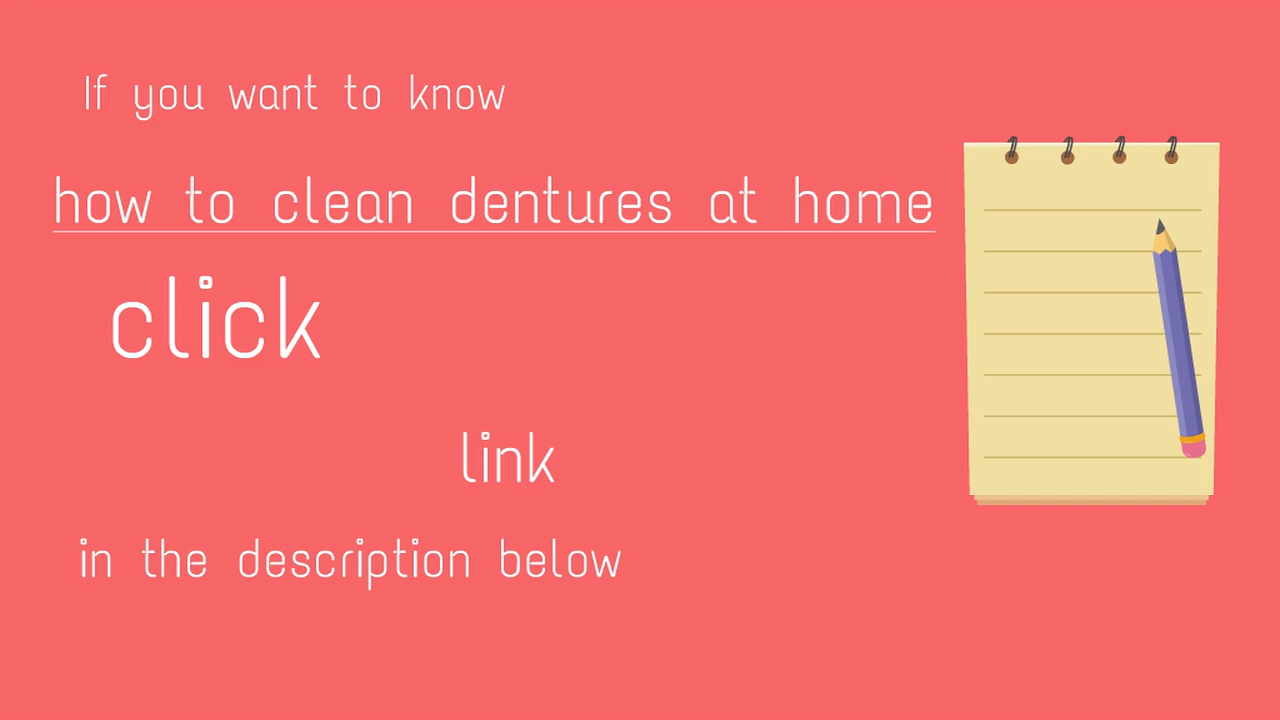 If you want to know
how to clean dentures at home
click
link
in the description below